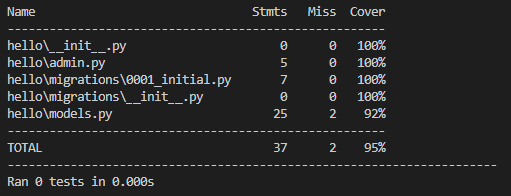 Name Stmts Miss Cover
-------------------------------------------------------
hello\__init__.py 0 0 100%
hello\admin.py 5 0 100%
hello\migrations\0001_initial.py 7 0 100%
hello\migrations\__init__.py 0 0 100%
hello\models.py 25 2 92%
-------------------------------------------------------
TOTAL 37 2 95%
----------------------------------------------------------------------
Ran 0 tests in 0.000s